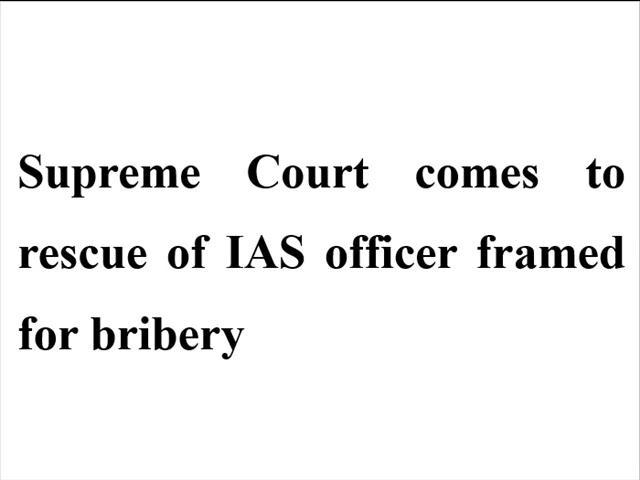 Supreme Court comes to
rescue of IAS officer framed
for bribery